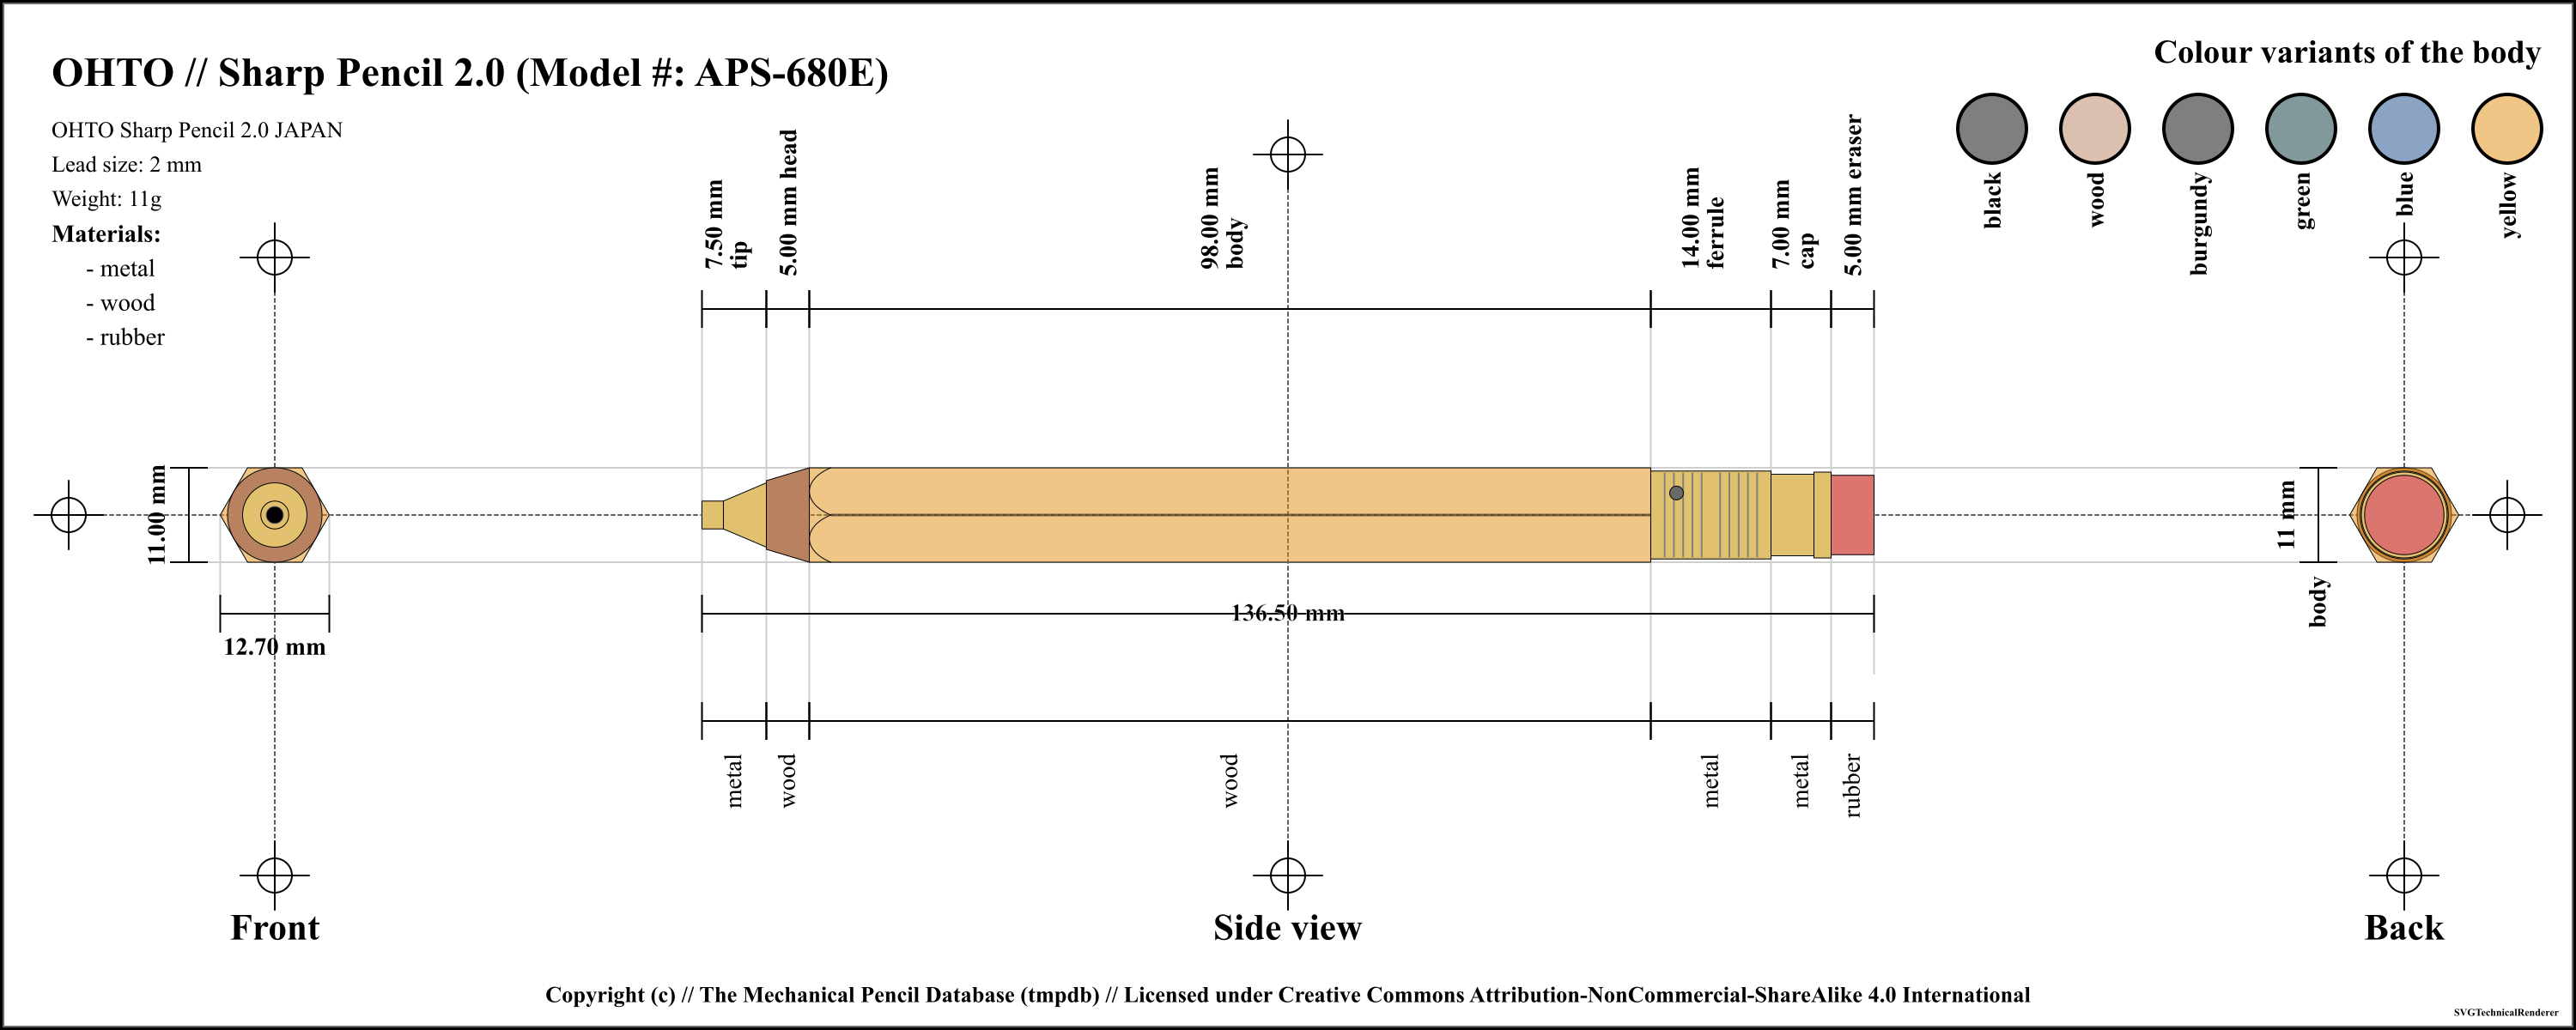 OHTO // Sharp Pencil 2.0 (Model #: APS-680E)
OHTO Sharp Pencil 2.0 JAPAN
Lead size: 2 mm
Weight: 11g
Materials:
- metal
- wood
- rubber
Colour variants of the body
black
wood
burgundy
green
blue
yellow
7.50 mm
tip
5.00 mm head
98.00 mm
body
14.00 mm
ferrule
7.00 mm
cap
5.00 mm eraser
11.00 mm
12.70 mm
136.50 mm
11 mm
body
metal
wood
wood
metal
metal
rubber
Front
Side view
Back
Copyright (c) // The Mechanical Pencil Database (tmpdb) // Licensed under Creative Commons Attribution-NonCommercial-ShareAlike 4.0 International
SVGTechnicalRenderer